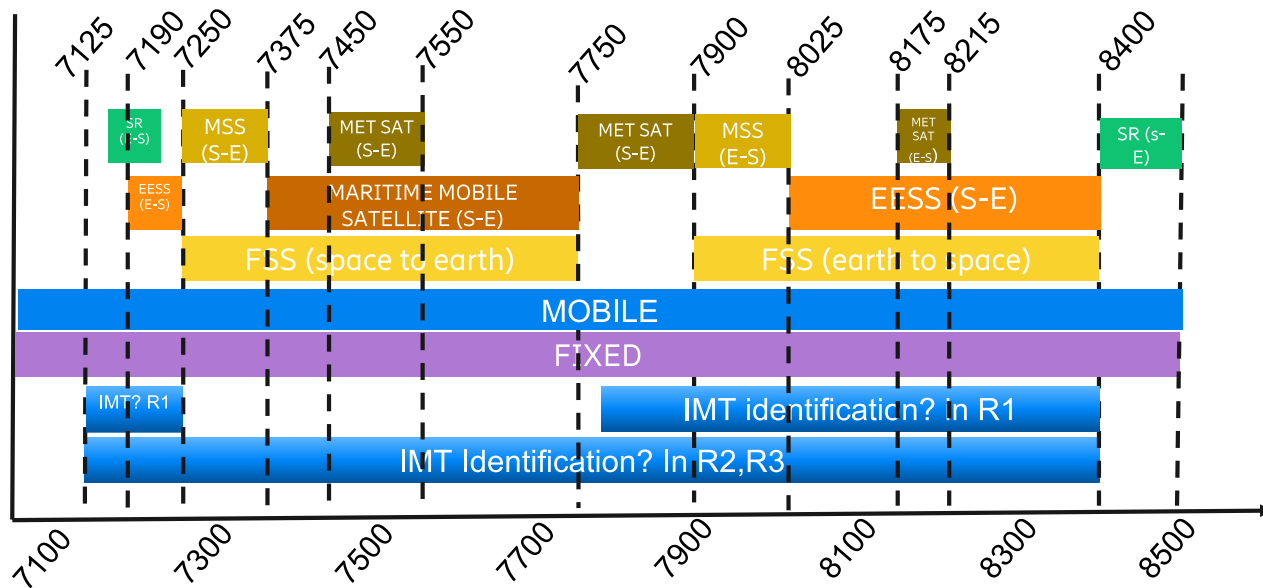 7125
7190
7250
7375
7450
7550
7750
7900
8025
8175
8215
8400
SR
(E-S)
MSS
(S-E)
MET SAT
(S-E)
MET SAT
(S-E)
MSS
(E-S)
MET
SAT
(E-S)
SR (s-
E)
EESS
(E-S)
MARITIME MOBILE
SATELLITE (S-E)
EESS (S-E)
FSS (space to earth)
FSS (earth to space)
MOBILE
FIXED
IMT? R1
IMT identification? in R1
IMT Identification? In R2,R3
7100
7300
7500
7700
7900
8100
8300
8500